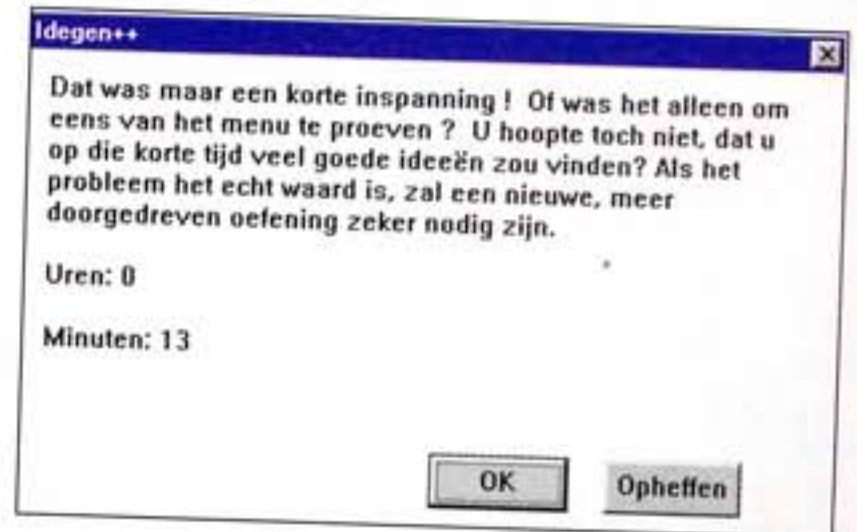 Idegen++
Dat was maar een korte inspanning ! Of was het alleen om
eens van het menu te proeven ? U hoopte toch niet, dat u
op die korte tijd veel goede ideeën zou vinden? Als het
probleem het echt waard is, zal een nieuwe, meer
doorgedreven oefening zeker nodig zijn.
Uren: 0
Minuten: 13
OK
Opheffen